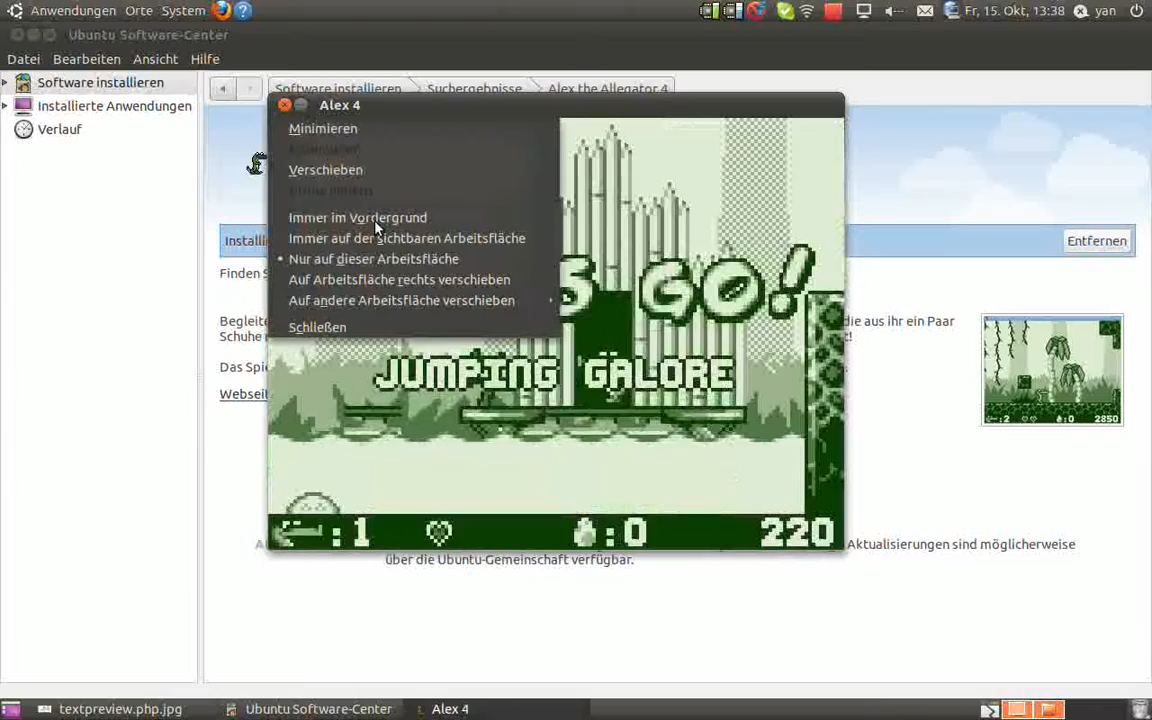 Anwendungen Orte System Fr, 15. Okt, 13:38 yan
Ubuntu Software-Center
Datei Bearbeiten Ansicht Hilfe
Software installieren
Installierte Anwendungen
Verlauf
Software installieren Suchergebnisse Alex the Allegator 4
Alex 4
Minimieren
Verschieben
Immer im Vordergrund
Immer auf der sichtbaren Arbeitsfläche
Nur auf dieser Arbeitsfläche
Auf Arbeitsfläche rechts verschieben
Auf andere Arbeitsfläche verschieben
Schließen
Entfernen
Finden S
Begleite die aus ihr ein Paar
Schuhe
Das Spie
Webseit
S GO!
JUMPING GALORE
:1 :0 220
:2 :0 2850
Aktualisierungen sind möglicherweise
über die Ubuntu-Gemeinschaft verfügbar.
textpreview.php.jpg Ubuntu Software-Center Alex 4